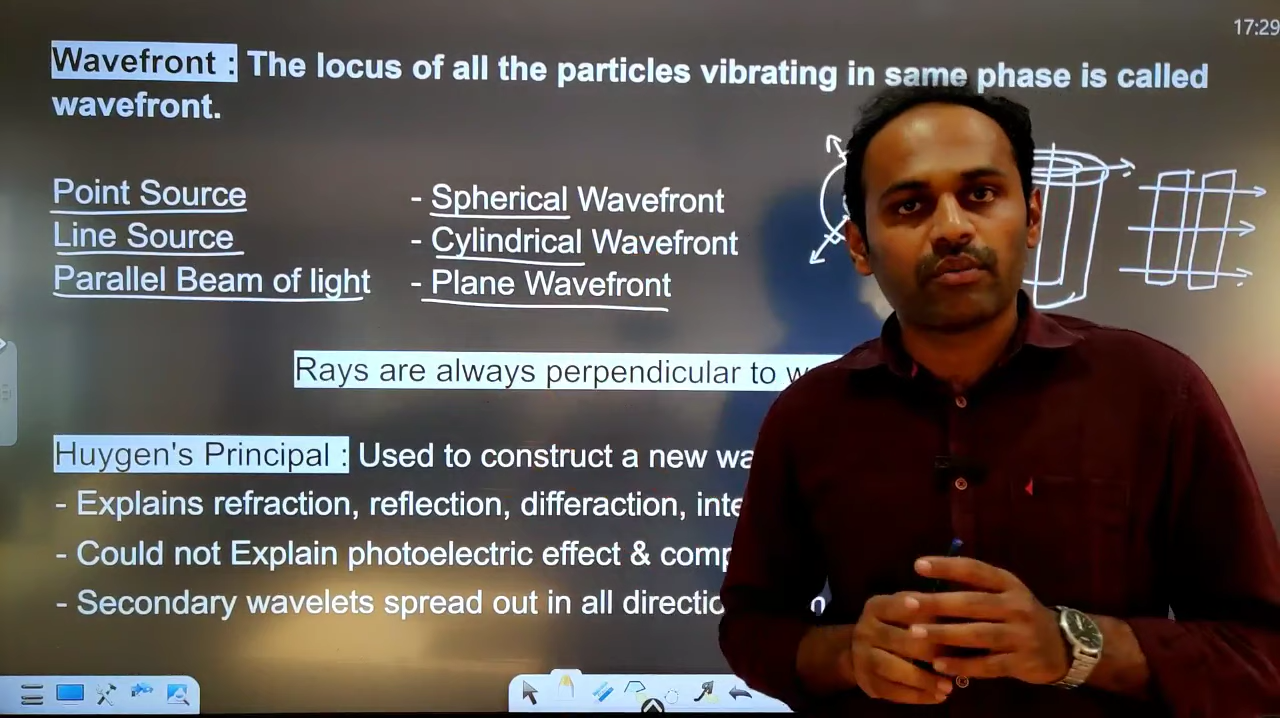 17:29
Wavefront : The locus of all the particles vibrating in same phase is called
wavefront.
Point Source - Spherical Wavefront
Line Source - Cylindrical Wavefront
Parallel Beam of light - Plane Wavefront
Rays are always perpendicular to
Huygen's Principal : Used to construct a new
- Explains refraction, reflection, differaction,
- Could not Explain photoelectric effect &
- Secondary wavelets spread out in all